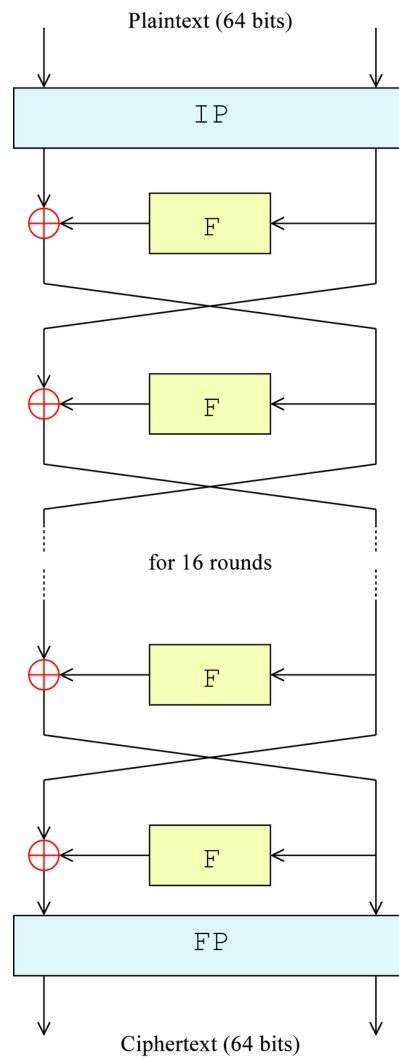 Plaintext (64 bits)
IP
F
F
for 16 rounds
F
F
FP
Ciphertext (64 bits)